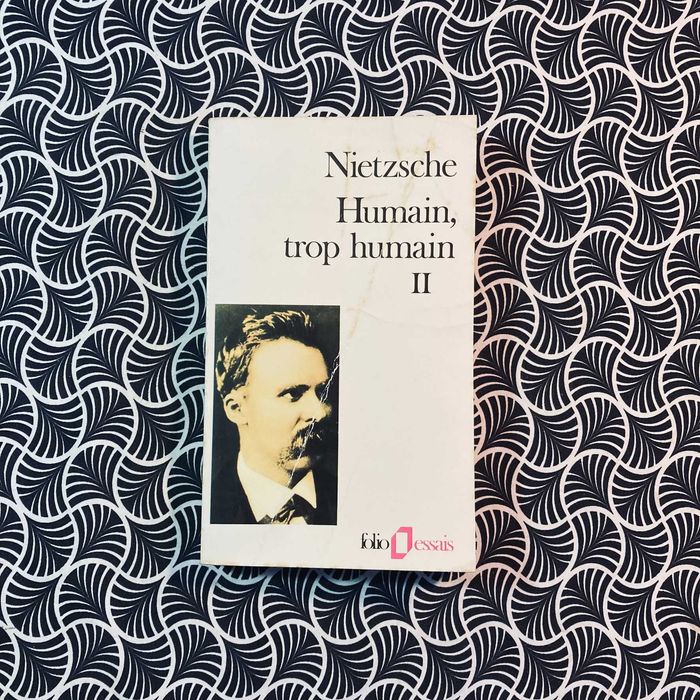 Nietzsche
Humain,
trop humain
II
folio essais